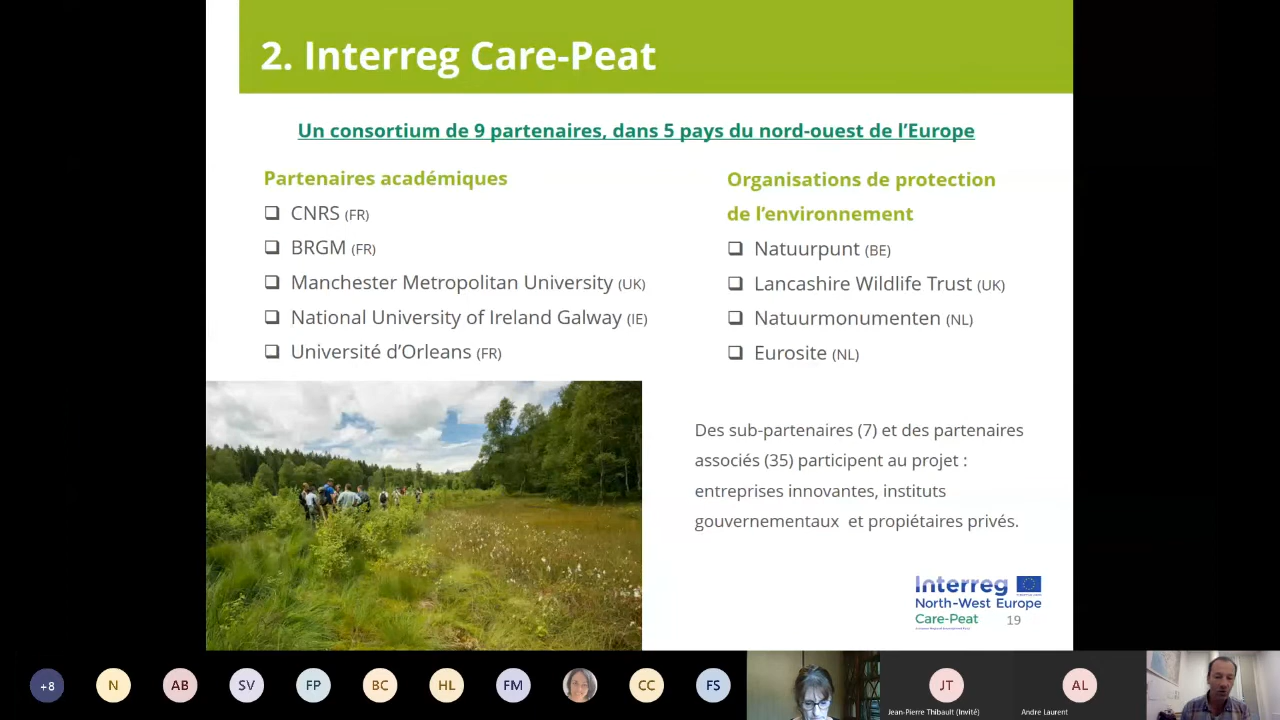 2. Interreg Care-Peat
Un consortium de 9 partenaires, dans 5 pays du nord-ouest de l'Europe
Partenaires académiques
CNRS (FR)
BRGM (FR)
Manchester Metropolitan University (UK)
National University of Ireland Galway (IE)
Université d'Orleans (FR)
Organisations de protection
de l'environnement
Natuurpunt (BE)
Lancashire Wildlife Trust (UK)
Natuurmonumenten (NL)
Eurosite (NL)
Des sub-partenaires (7) et des partenaires
associés (35) participent au projet :
entreprises innovantes, instituts
gouvernementaux et propiétaires privés.
Interreg
North-West Europe
Care-Peat
19
+8
N
AB
SV
FP
BC
HL
FM
CC
FS
JT
Jean-Pierre Thibault (Invité)
AL
Andre Laurent